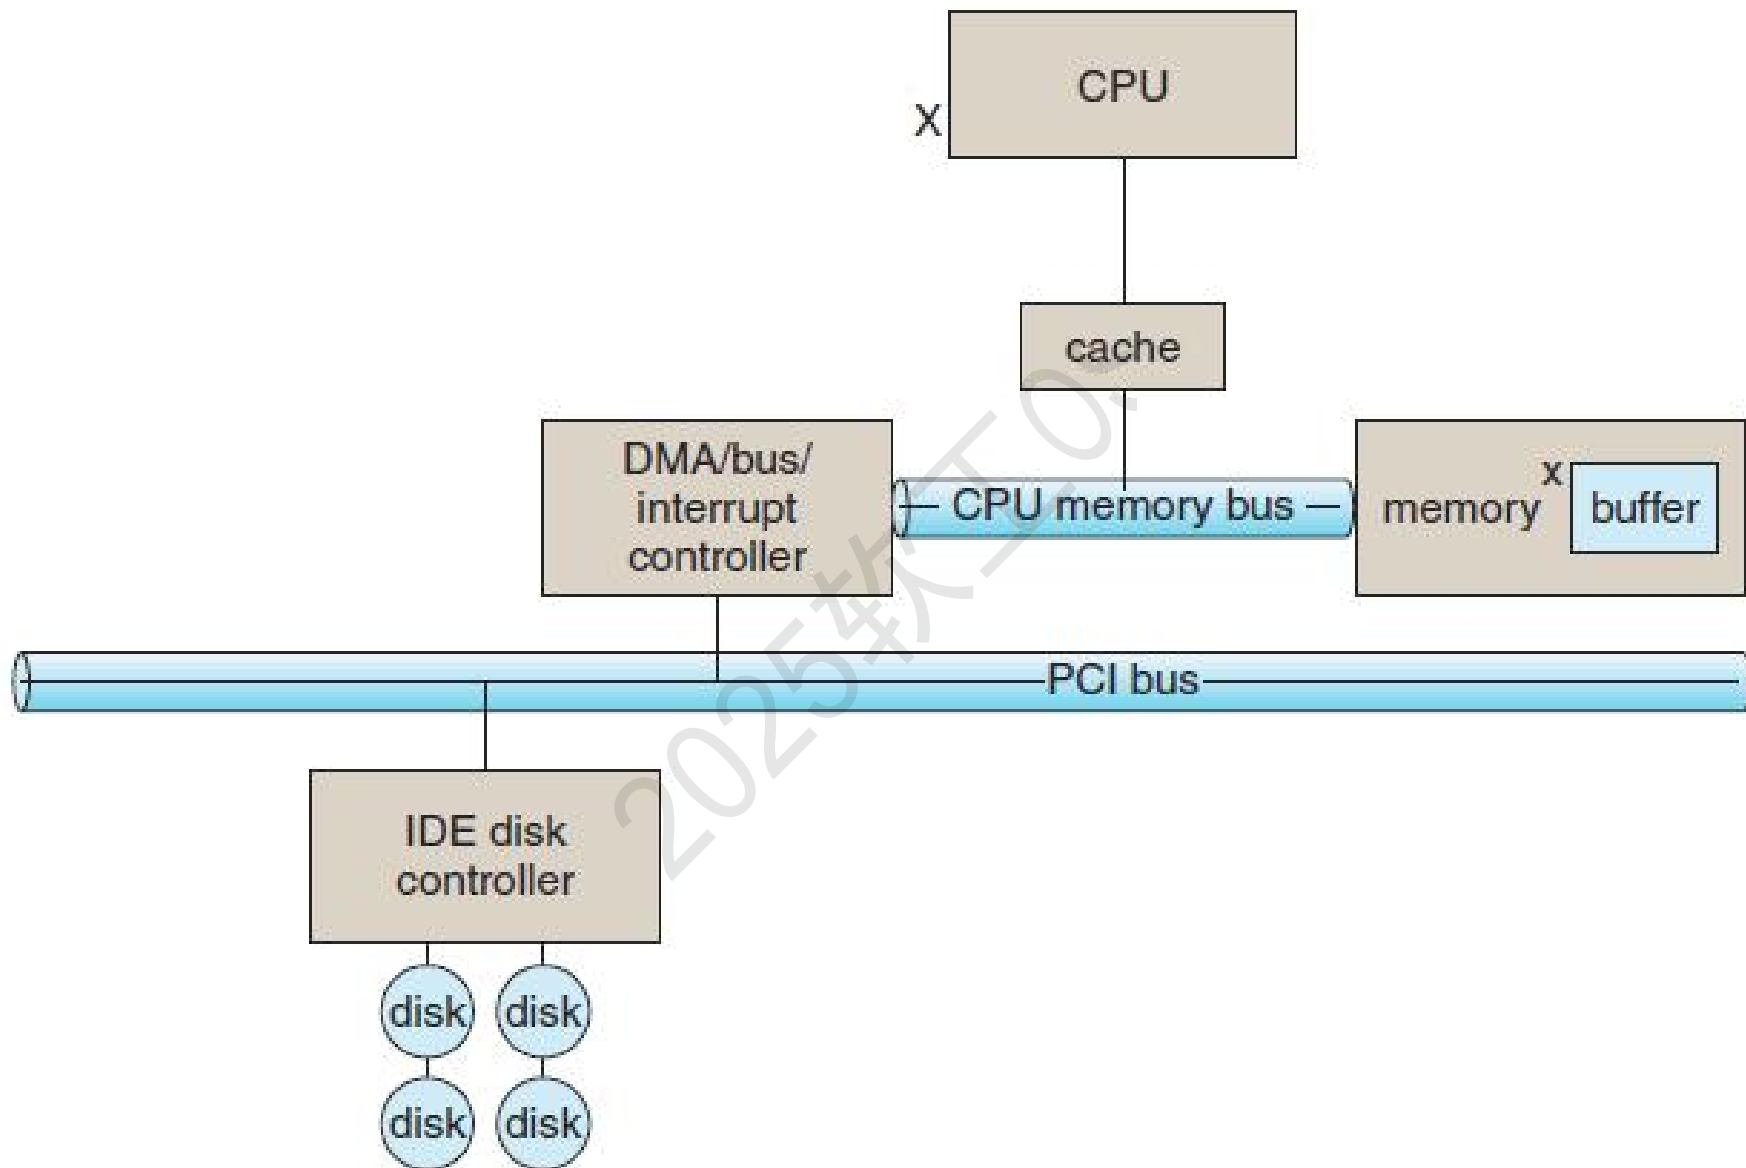 CPU
X
cache
DMA/bus/
interrupt
controller
CPU memory bus
memory
x
buffer
PCI bus
IDE disk
controller
disk
disk
disk
disk
2025软工0